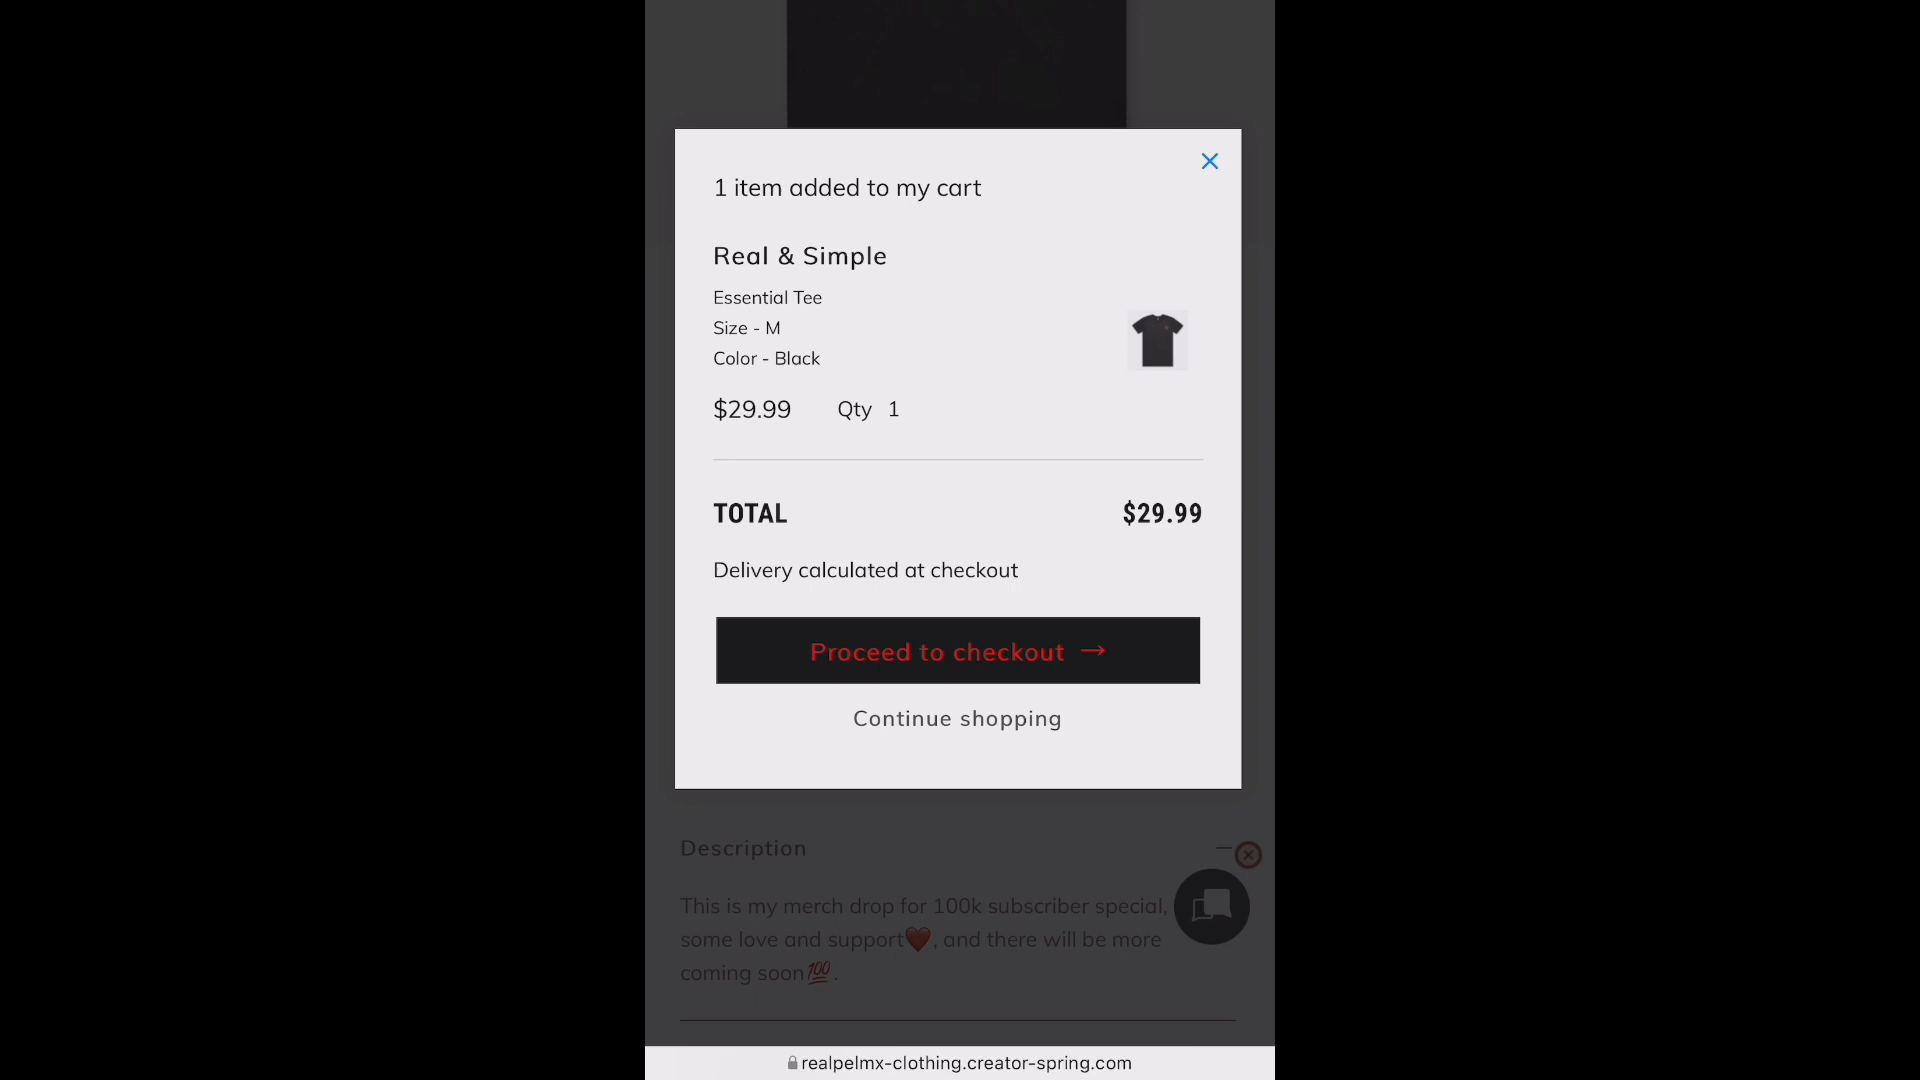 1 item added to my cart
Real & Simple
Essential Tee
Size - M
Color - Black
$29.99 Qty 1
TOTAL $29.99
Delivery calculated at checkout
Proceed to checkout →
Continue shopping
Description
This is my merch drop for 100k subscriber special,
some love and support❤️, and there will be more
coming soon💯.
realpelmx-clothing.creator-spring.com